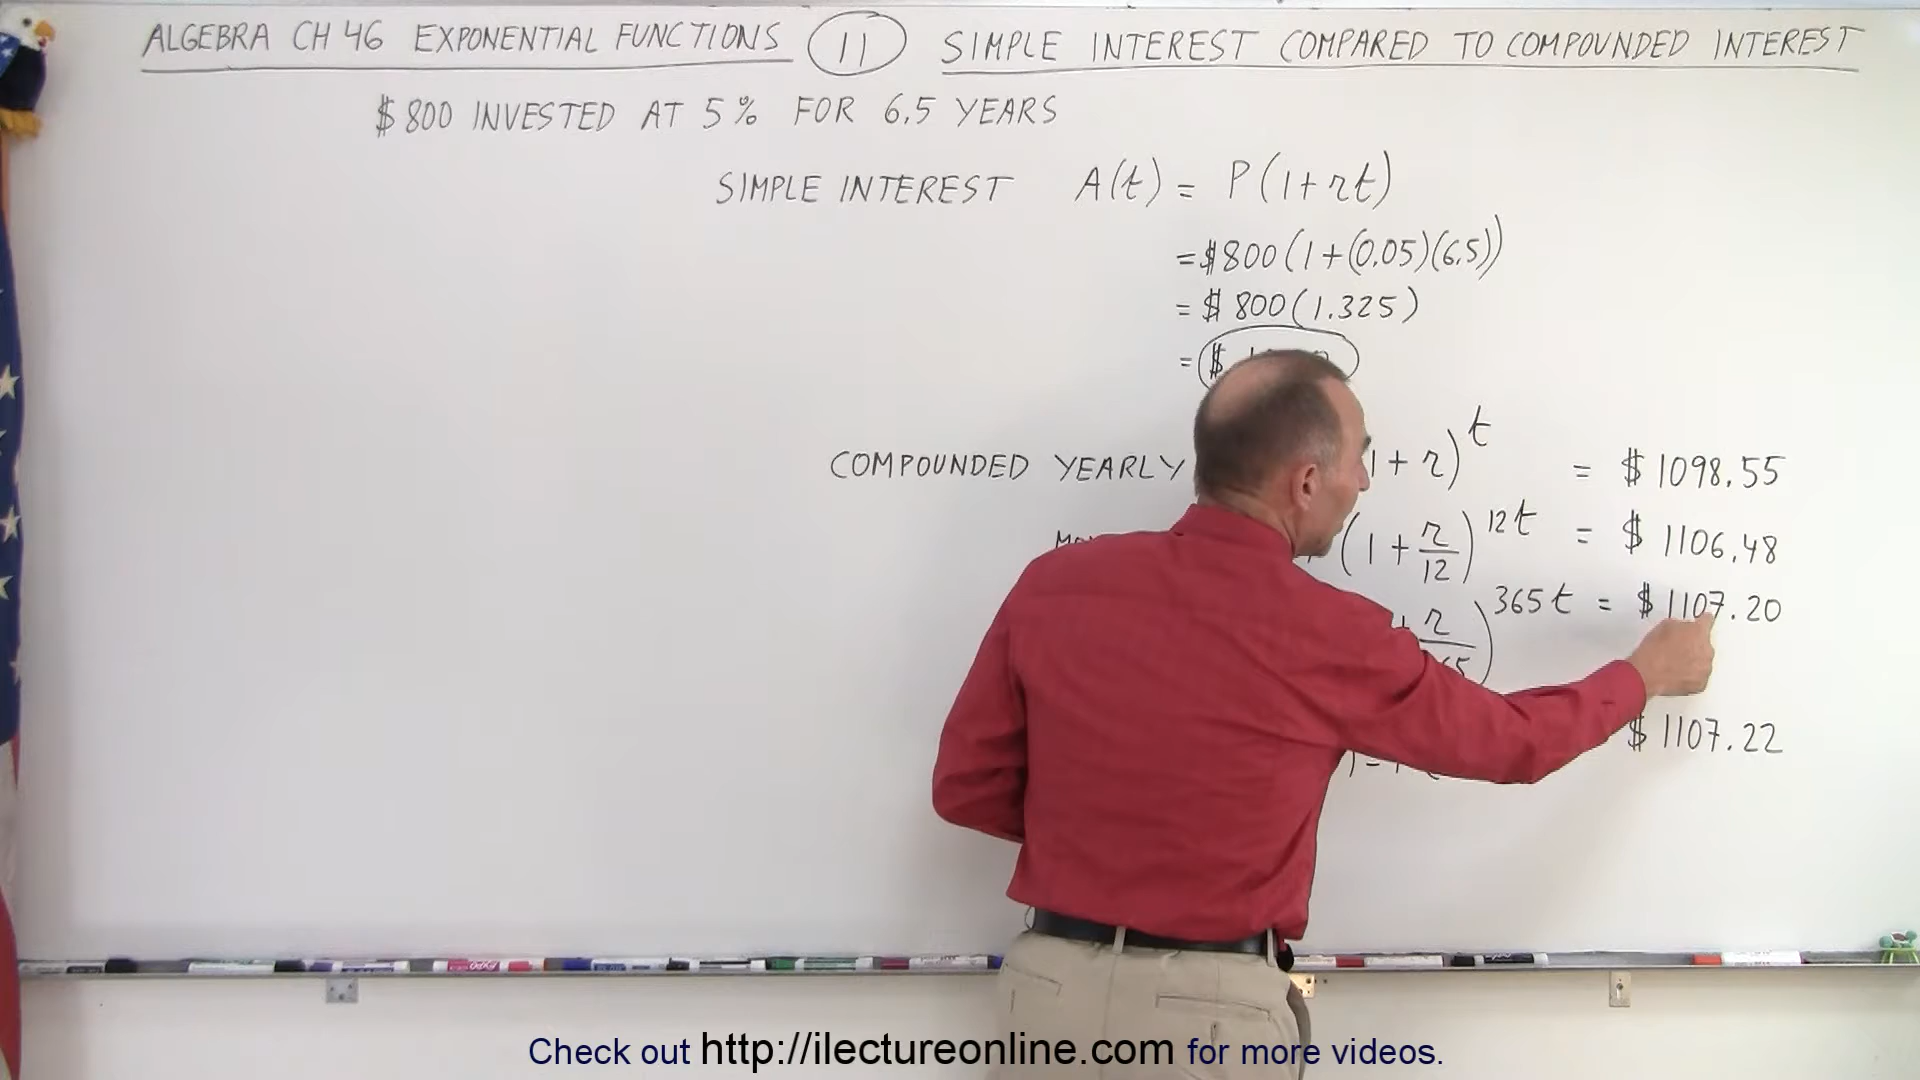 ALGEBRA CH 46 EXPONENTIAL FUNCTIONS 11 SIMPLE INTEREST COMPARED TO COMPOUNDED INTEREST
$800 INVESTED AT 5% FOR 6.5 YEARS
SIMPLE INTEREST A(t) = P(1+rt)
= $800(1+(0.05)(6.5))
= $800(1.325)
= $
COMPOUNDED YEARLY 1 + r)^t = $1098.55
(1 + r/12)^12t = $1106.48
+ r )^365t = $1107.20
$1107.22
Check out http://ilectureonline.com for more videos.